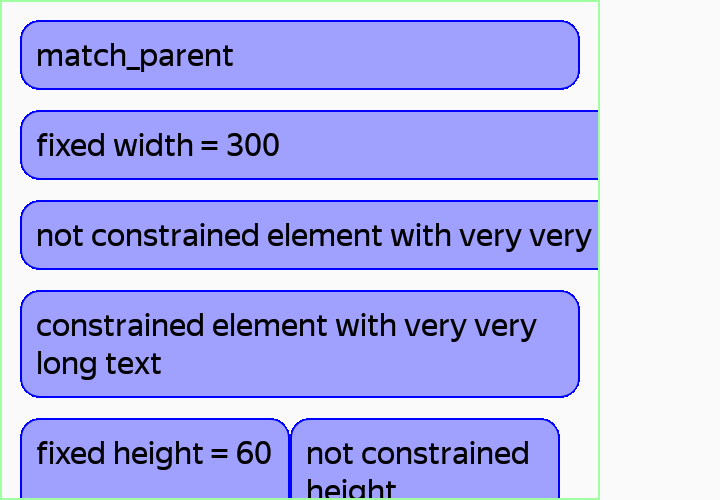 match_parent
fixed width = 300
not constrained element with very very
constrained element with very very
long text
fixed height = 60
not constrained
height